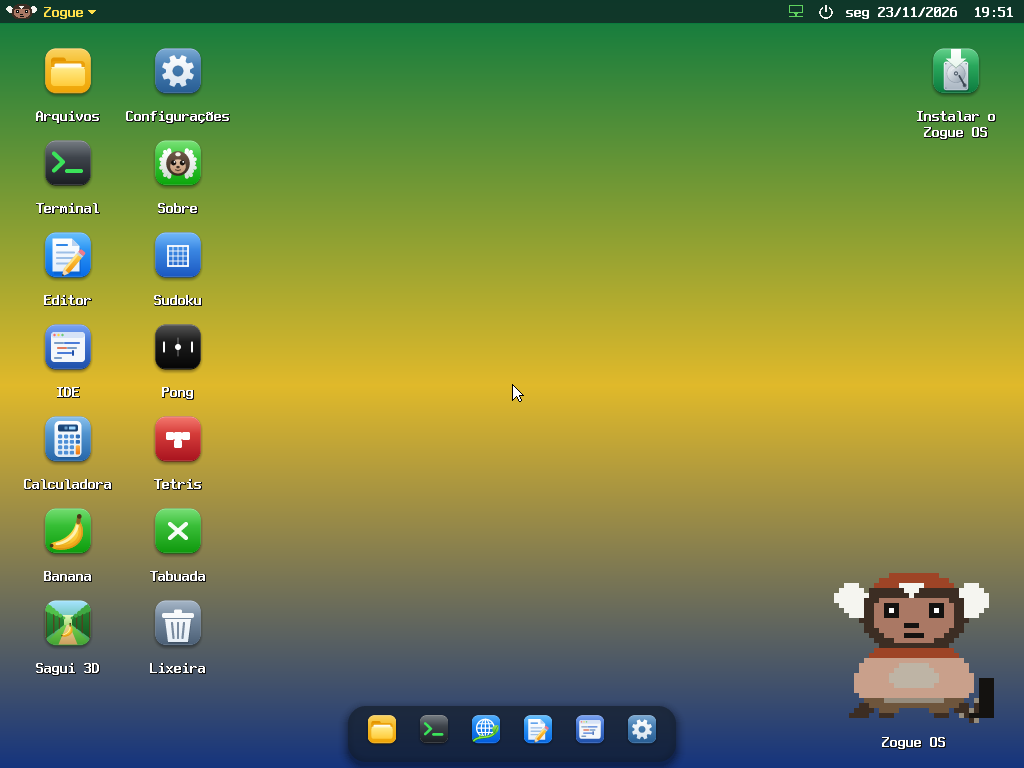 Zogue
seg 23/11/2026 19:51
Arquivos
Configurações
Instalar o
Zogue OS
Terminal
Sobre
Editor
Sudoku
IDE
Pong
Calculadora
Tetris
Banana
Tabuada
Sagui 3D
Lixeira
Zogue OS